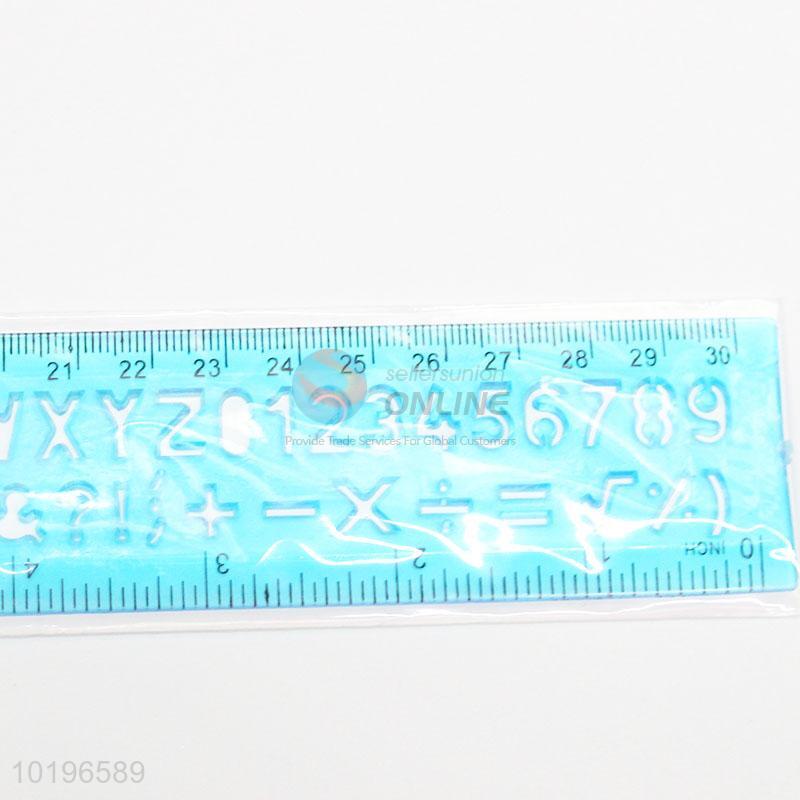 21 22 23 24 25 26 27 28 29 30
sellersunion
ONLINE
XYZ0123456789
Provide Trade Services For Global Customers
?!;+-×÷=√%)
4 3 2 1 INCH 0
10196589